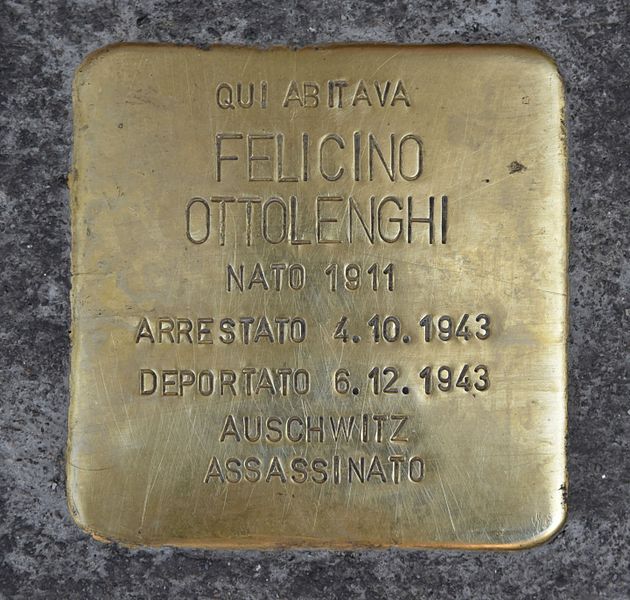 QUI ABITAVA
FELICINO
OTTOLENGHI
NATO 1911
ARRESTATO 4.10.1943
DEPORTATO 6.12.1943
AUSCHWITZ
ASSASSINATO